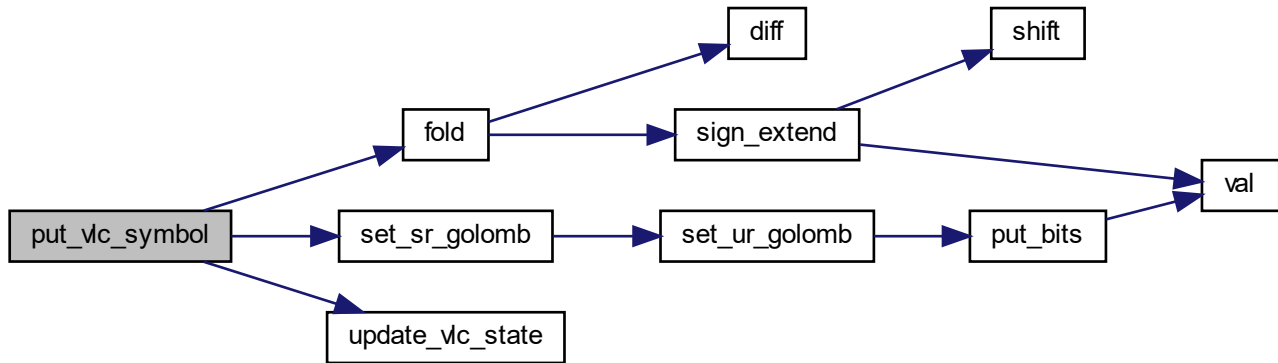 diff
shift
fold
sign_extend
val
put_vlc_symbol
set_sr_golomb
set_ur_golomb
put_bits
update_vlc_state